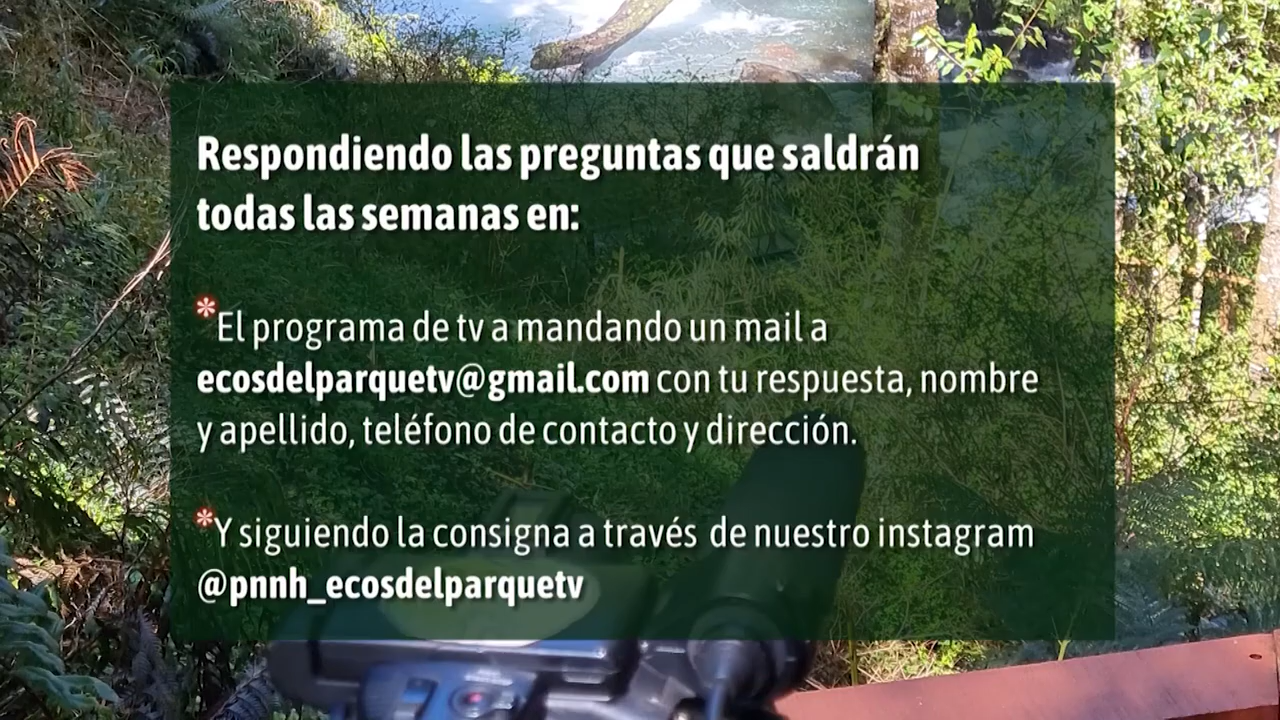 Respondiendo las preguntas que saldrán
todas las semanas en:
*El programa de tv a mandando un mail a
ecosdelparquetv@gmail.com con tu respuesta, nombre
y apellido, teléfono de contacto y dirección.
*Y siguiendo la consigna a través de nuestro instagram
@pnnh_ecosdelparquetv